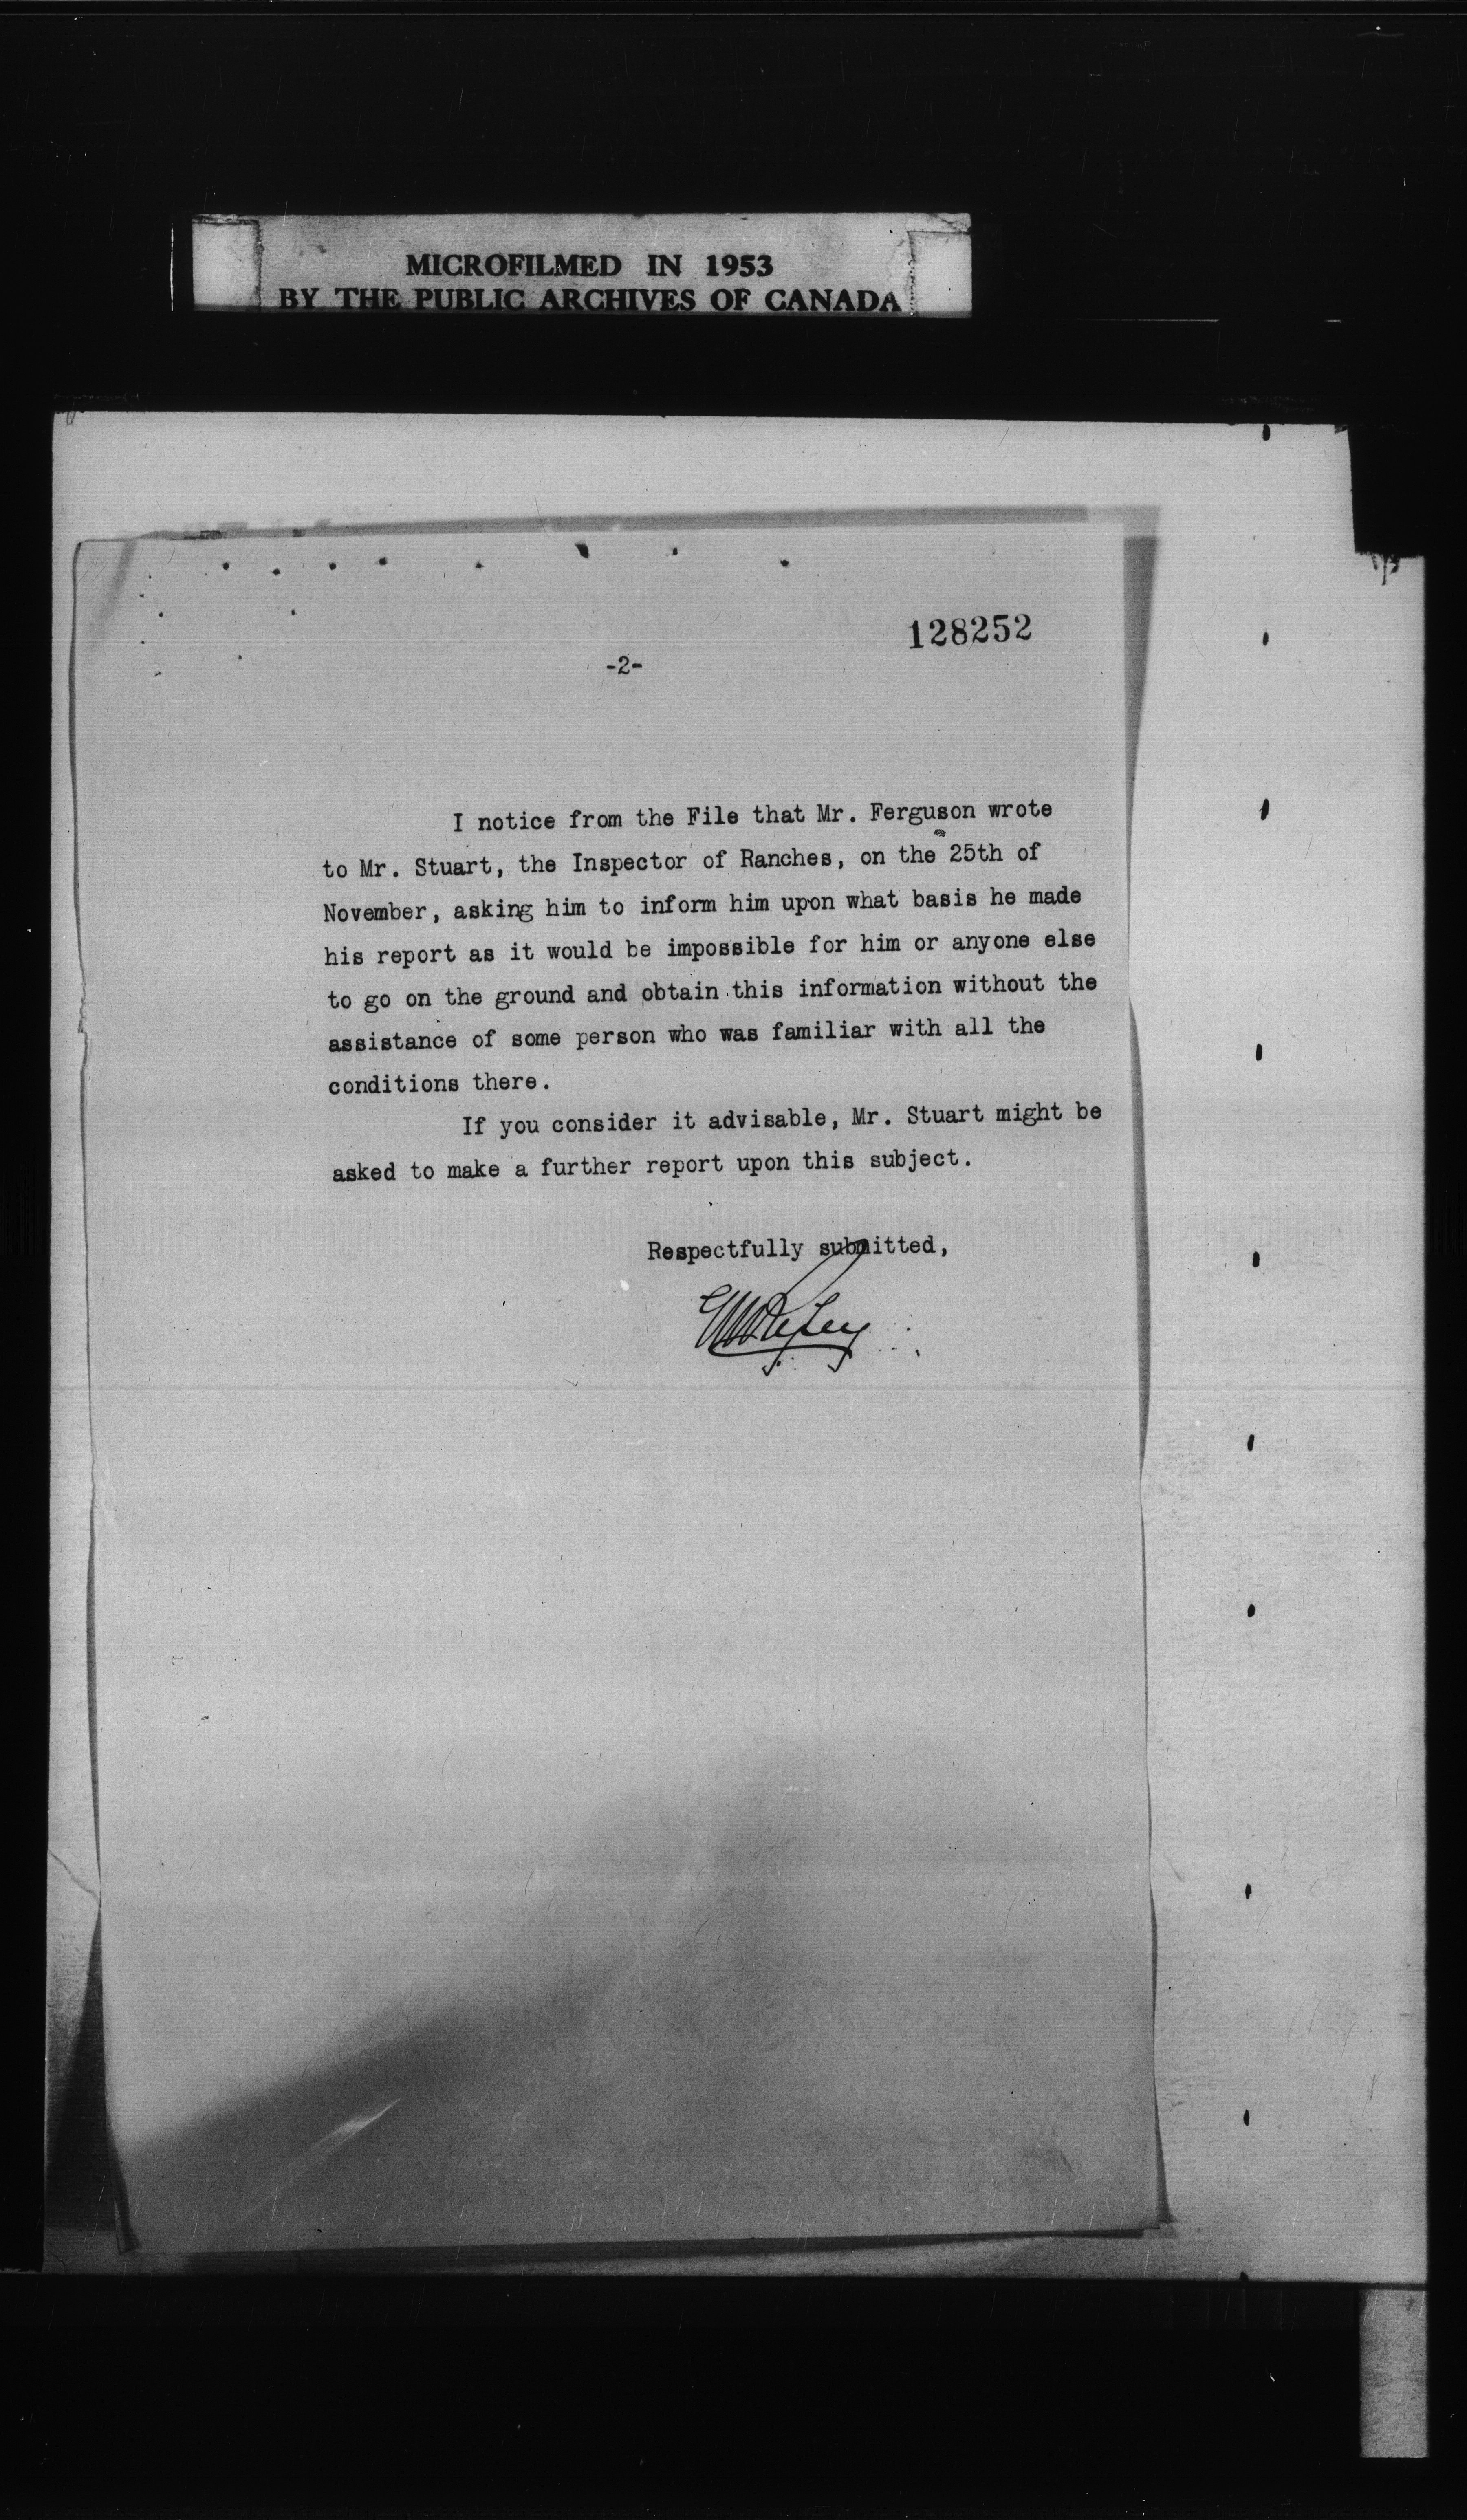 MICROFILMED IN 1953
BY THE PUBLIC ARCHIVES OF CANADA
128252
-2-
I notice from the File that Mr. Ferguson wrote
to Mr. Stuart, the Inspector of Ranches, on the 25th of
November, asking him to inform him upon what basis he made
his report as it would be impossible for him or anyone else
to go on the ground and obtain this information without the
assistance of some person who was familiar with all the
conditions there.
If you consider it advisable, Mr. Stuart might be
asked to make a further report upon this subject.
Respectfully submitted,